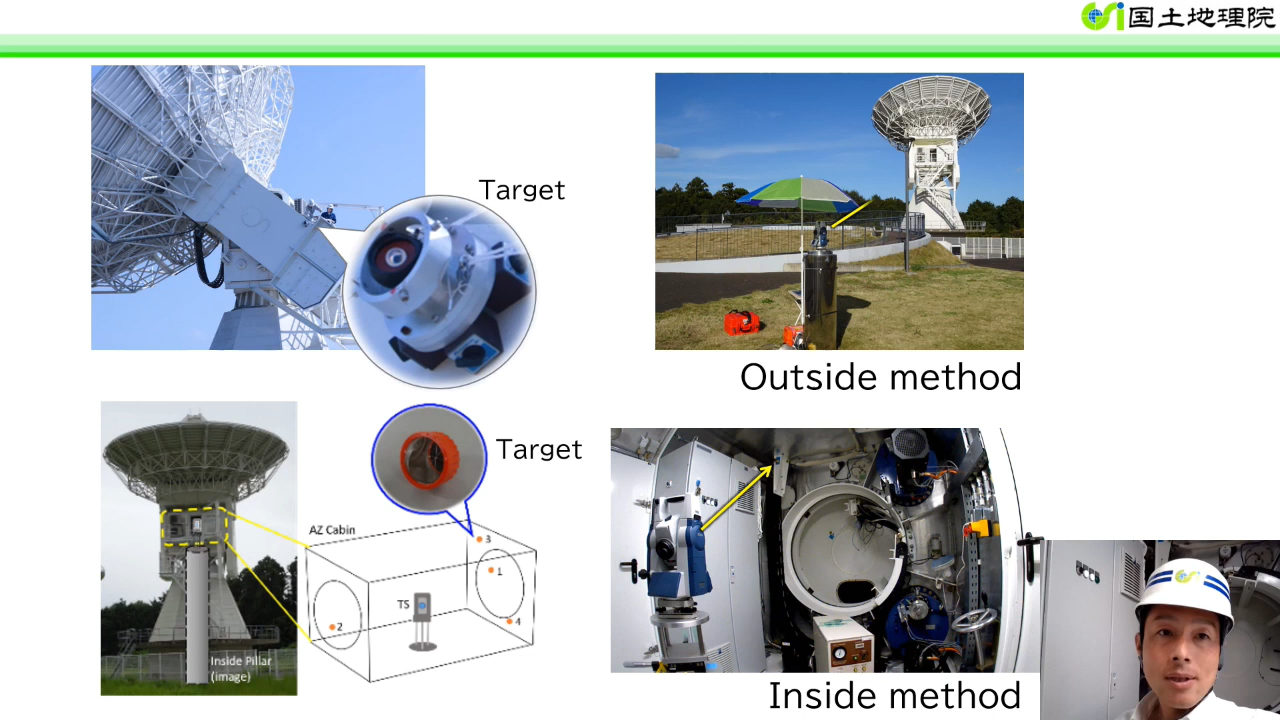 国土地理院
Target
Outside method
Target
AZ Cabin
3
1
TS
2
4
Inside Pillar
(image)
Inside method